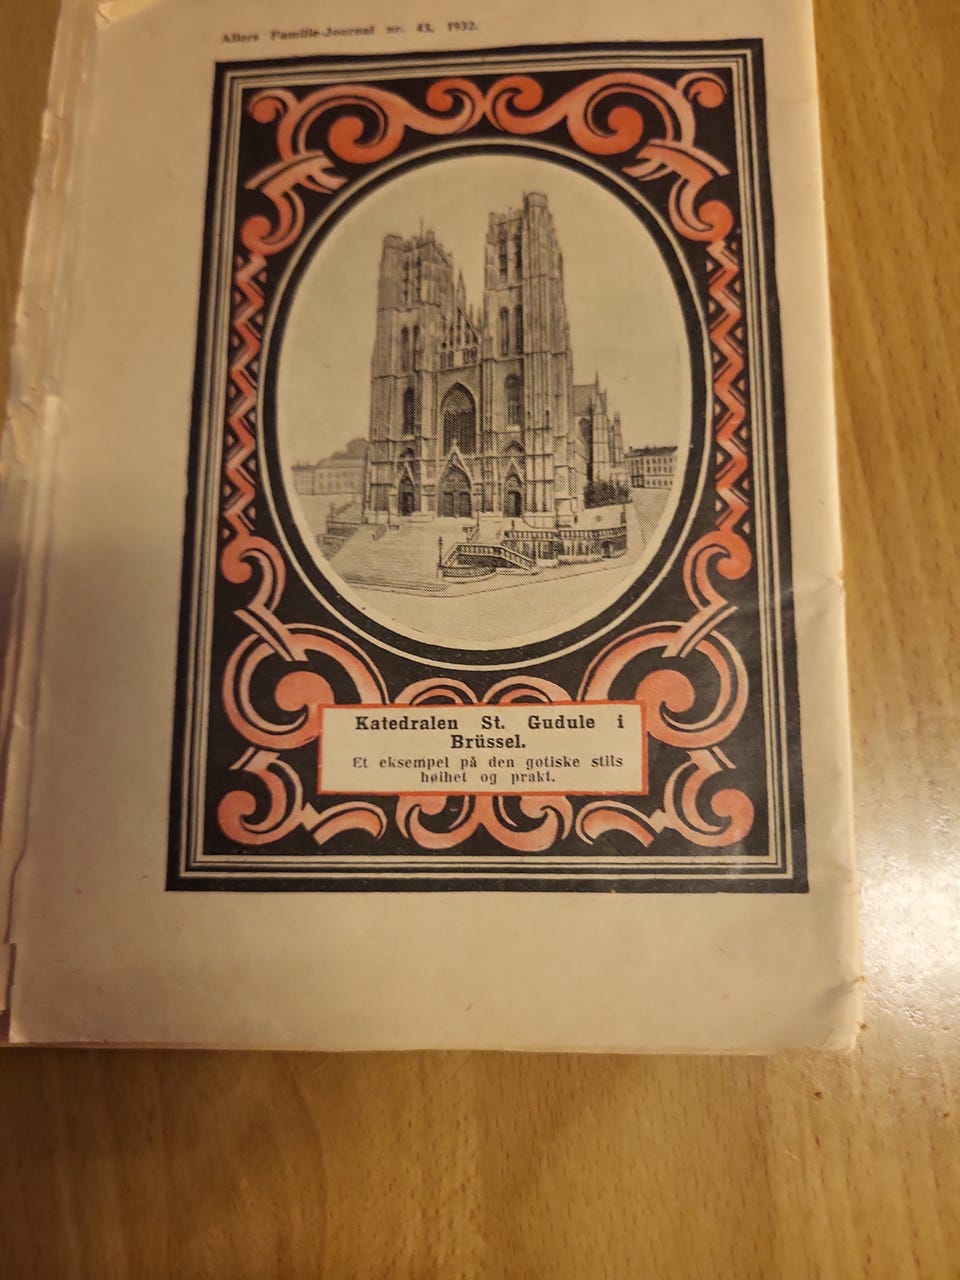 Allers Familie-Journal nr. 43, 1932.
Katedralen St. Gudule i
Brüssel.
Et eksempel på den gotiske stils
høihet og prakt.